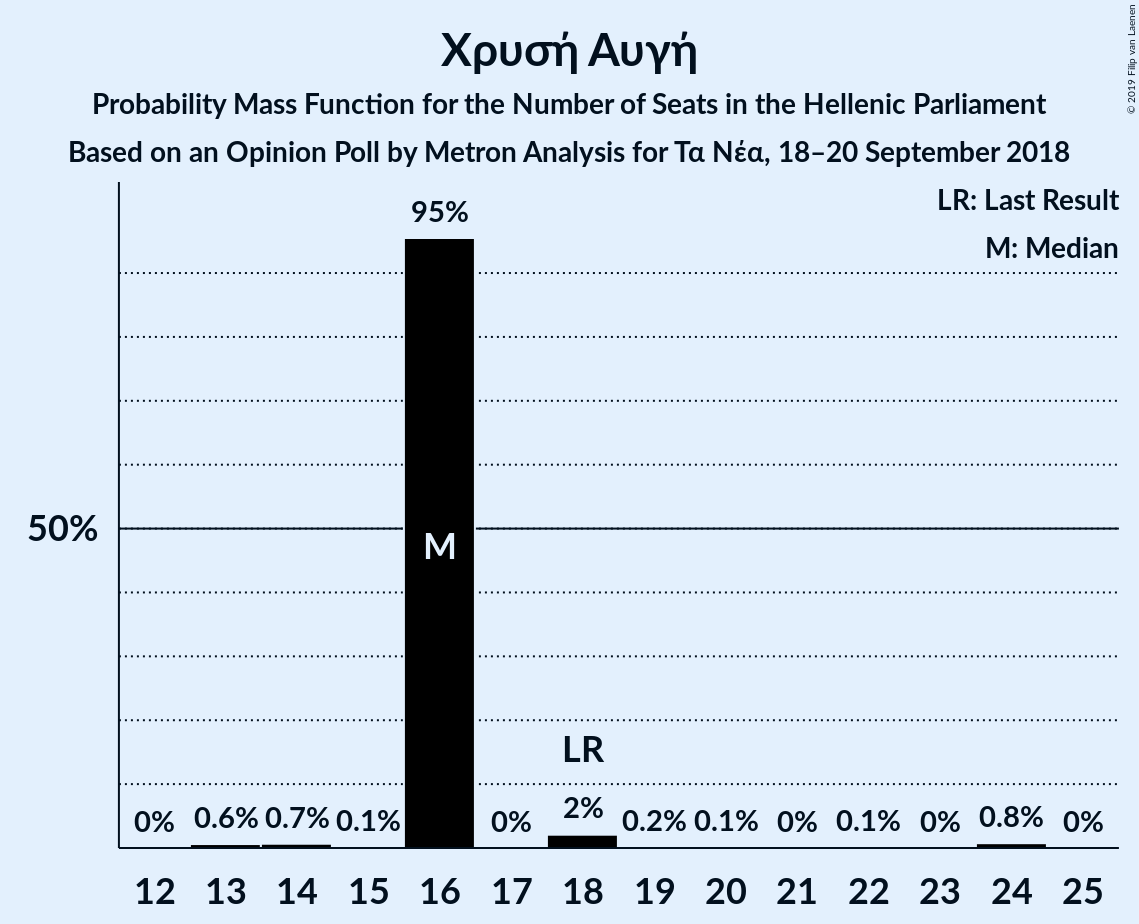 Χρυσή Αυγή
Probability Mass Function for the Number of Seats in the Hellenic Parliament
Based on an Opinion Poll by Metron Analysis for Τα Νέα, 18–20 September 2018
© 2019 Filip van Laenen
LR: Last Result
M: Median
95%
50%
M
LR
0% 0.6% 0.7% 0.1% 0% 2% 0.2% 0.1% 0% 0.1% 0% 0.8% 0%
12 13 14 15 16 17 18 19 20 21 22 23 24 25